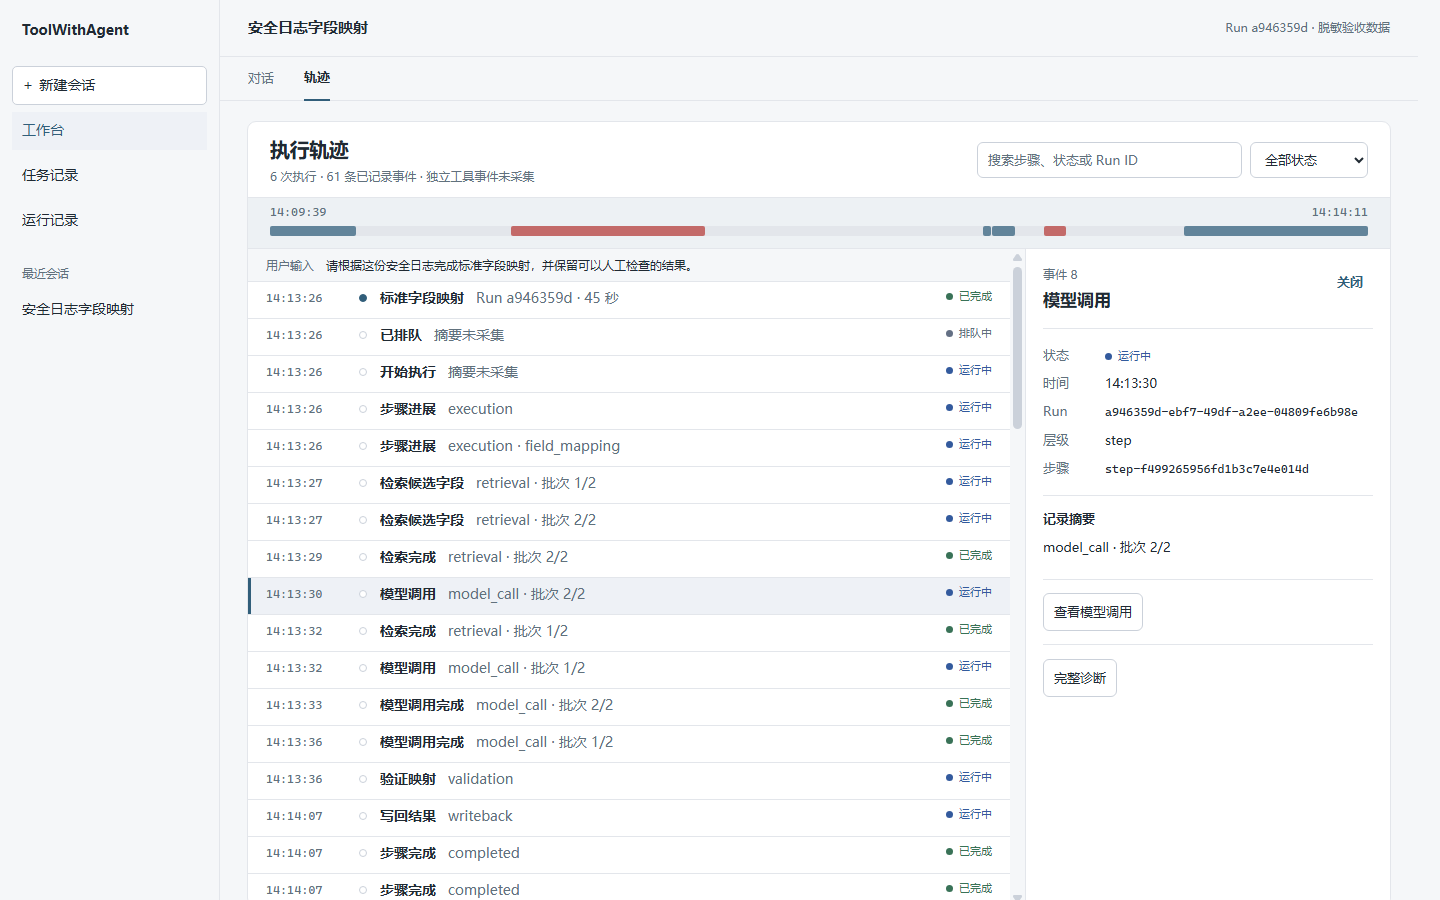 ToolWithAgent
+ 新建会话
工作台
任务记录
运行记录
最近会话
安全日志字段映射
安全日志字段映射
Run a946359d · 脱敏验收数据
对话 轨迹
执行轨迹
6 次执行 · 61 条已记录事件 · 独立工具事件未采集
搜索步骤、状态或 Run ID
全部状态
14:09:39 14:14:11
用户输入 请根据这份安全日志完成标准字段映射，并保留可以人工检查的结果。
14:13:26 标准字段映射 Run a946359d · 45 秒 已完成
14:13:26 已排队 摘要未采集 排队中
14:13:26 开始执行 摘要未采集 运行中
14:13:26 步骤进展 execution 运行中
14:13:26 步骤进展 execution · field_mapping 运行中
14:13:27 检索候选字段 retrieval · 批次 1/2 运行中
14:13:27 检索候选字段 retrieval · 批次 2/2 运行中
14:13:29 检索完成 retrieval · 批次 2/2 已完成
14:13:30 模型调用 model_call · 批次 2/2 运行中
14:13:32 检索完成 retrieval · 批次 1/2 已完成
14:13:32 模型调用 model_call · 批次 1/2 运行中
14:13:33 模型调用完成 model_call · 批次 2/2 已完成
14:13:36 模型调用完成 model_call · 批次 1/2 已完成
14:13:36 验证映射 validation 运行中
14:14:07 写回结果 writeback 运行中
14:14:07 步骤完成 completed 已完成
14:14:07 步骤完成 completed 已完成
事件 8
模型调用
关闭
状态 运行中
时间 14:13:30
Run a946359d-ebf7-49df-a2ee-04809fe6b98e
层级 step
步骤 step-f499265956fd1b3c7e4e014d
记录摘要
model_call · 批次 2/2
查看模型调用
完整诊断